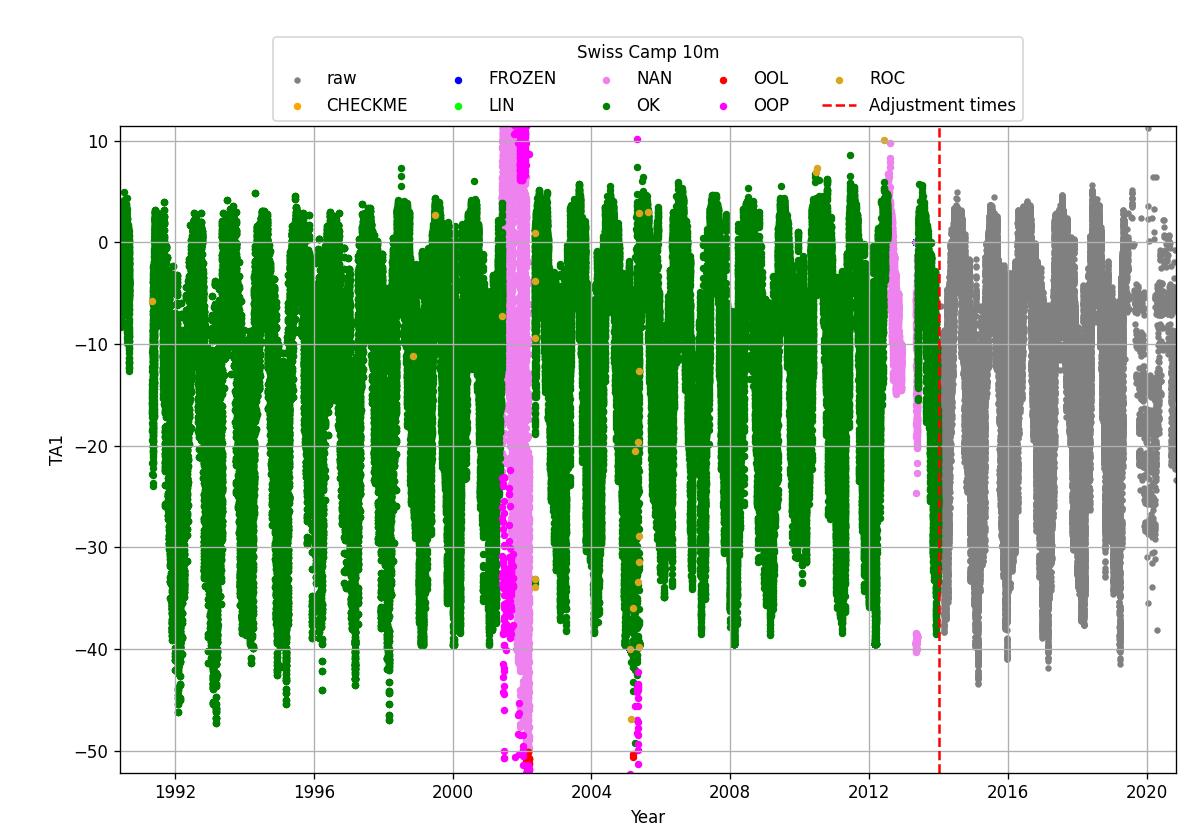 Swiss Camp 10m
raw FROZEN NAN OOL ROC
CHECKME LIN OK OOP Adjustment times
10
0
−10
−20
−30
−40
−50
TA1
1992 1996 2000 2004 2008 2012 2016 2020
Year